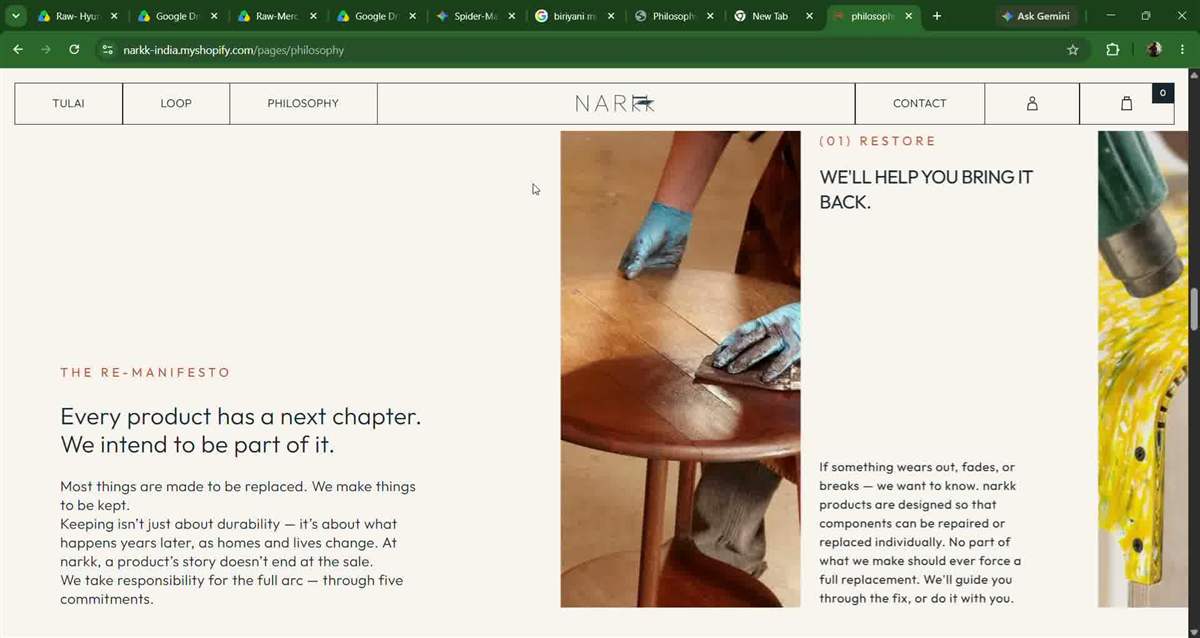 Raw- Hyu
Google Dr
Raw-Merc
Google Dr
Spider-Ma
biriyani m
Philosoph
New Tab
philosoph
Ask Gemini
narkk-india.myshopify.com/pages/philosophy
TULAI
LOOP
PHILOSOPHY
NARKK
CONTACT
0
THE RE-MANIFESTO
Every product has a next chapter.
We intend to be part of it.
Most things are made to be replaced. We make things
to be kept.
Keeping isn't just about durability — it's about what
happens years later, as homes and lives change. At
narkk, a product's story doesn't end at the sale.
We take responsibility for the full arc — through five
commitments.
(01) RESTORE
WE'LL HELP YOU BRING IT
BACK.
If something wears out, fades, or
breaks — we want to know. narkk
products are designed so that
components can be repaired or
replaced individually. No part of
what we make should ever force a
full replacement. We'll guide you
through the fix, or do it with you.